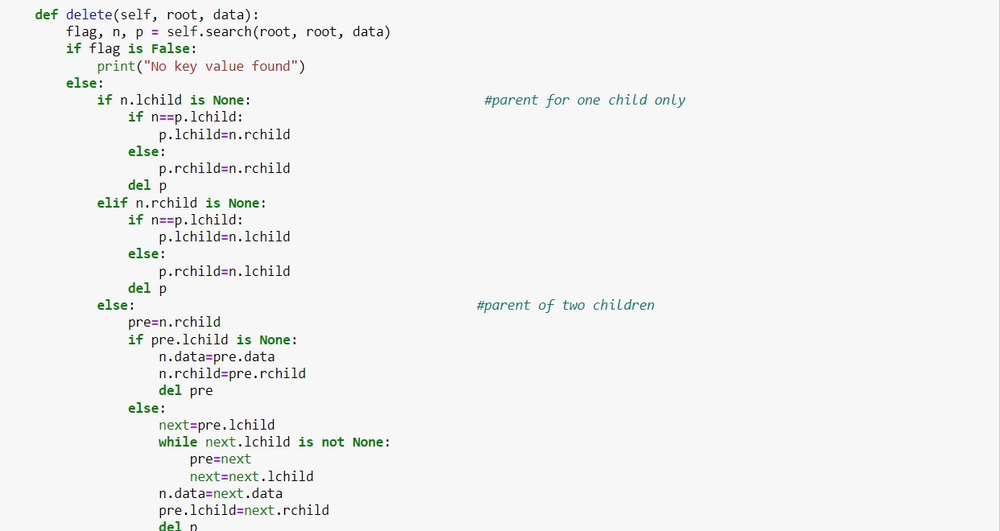 def delete(self, root, data):
    flag, n, p = self.search(root, root, data)
    if flag is False:
        print("No key value found")
    else:
        if n.lchild is None:                              #parent for one child only
            if n==p.lchild:
                p.lchild=n.rchild
            else:
                p.rchild=n.rchild
            del p
        elif n.rchild is None:
            if n==p.lchild:
                p.lchild=n.lchild
            else:
                p.rchild=n.lchild
            del p
        else:                                            #parent of two children
            pre=n.rchild
            if pre.lchild is None:
                n.data=pre.data
                n.rchild=pre.rchild
                del pre
            else:
                next=pre.lchild
                while next.lchild is not None:
                    pre=next
                    next=next.lchild
                n.data=next.data
                pre.lchild=next.rchild
                del p